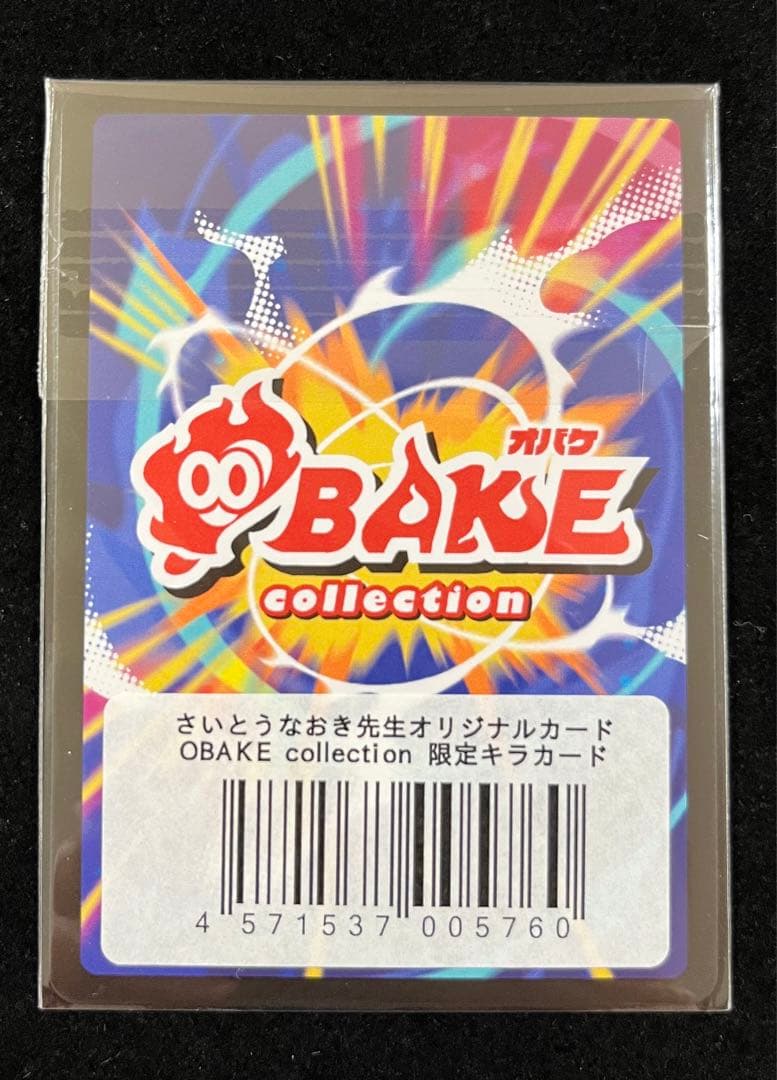 オバケ
OBAKE
collection
さいとうなおき先生オリジナルカード
OBAKE collection 限定キラカード
4 571537 005760